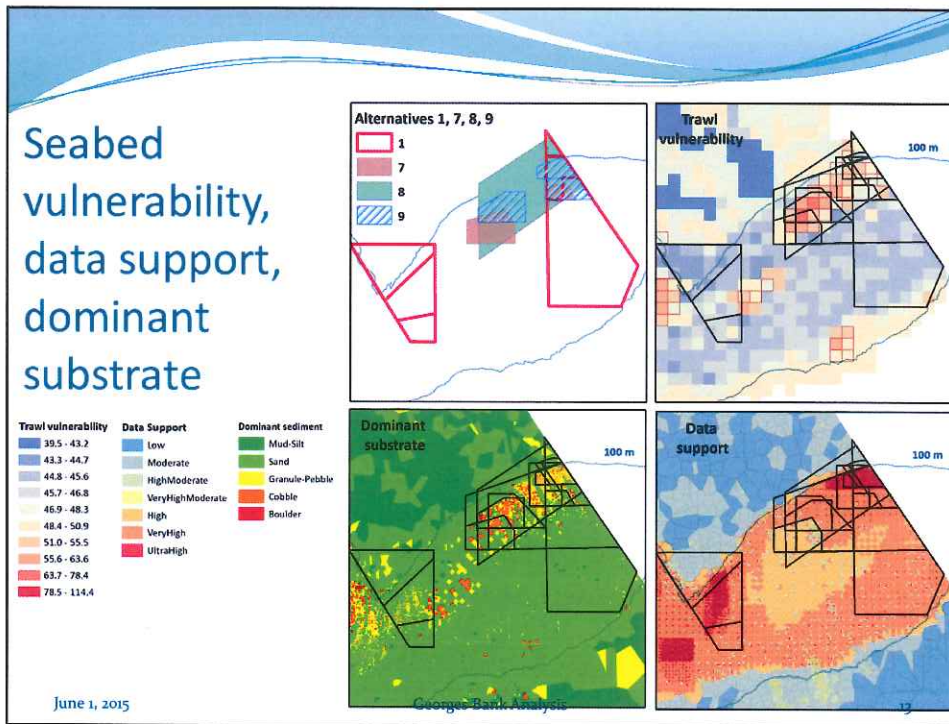 Seabed
vulnerability,
data support,
dominant
substrate
Alternatives 1, 7, 8, 9
1
7
8
9
Trawl
vulnerability
100 m
Trawl vulnerability
39.5 - 43.2
43.3 - 44.7
44.8 - 45.6
45.7 - 46.8
46.9 - 48.3
48.4 - 50.9
51.0 - 55.5
55.6 - 63.6
63.7 - 78.4
78.5 - 114.4
Data Support
Low
Moderate
HighModerate
VeryHighModerate
High
VeryHigh
UltraHigh
Dominant sediment
Mud-Silt
Sand
Granule-Pebble
Cobble
Boulder
Dominant
substrate
100 m
Data
support
100 m
June 1, 2015
Georges Bank Analysis
13